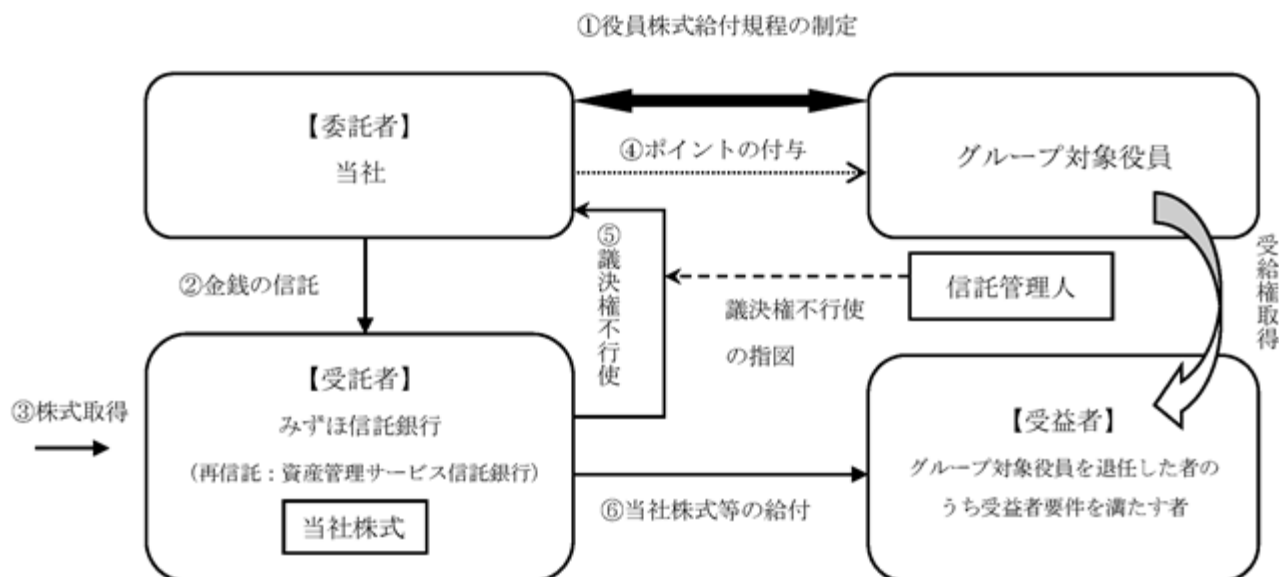 ①役員株式給付規程の制定
【委託者】
当社
④ポイントの付与
グループ対象役員
②金銭の信託
⑤議決権不行使
議決権不行使
の指図
信託管理人
受給権取得
③株式取得
【受託者】
みずほ信託銀行
(再信託:資産管理サービス信託銀行)
当社株式
⑥当社株式等の給付
【受益者】
グループ対象役員を退任した者の
うち受益者要件を満たす者